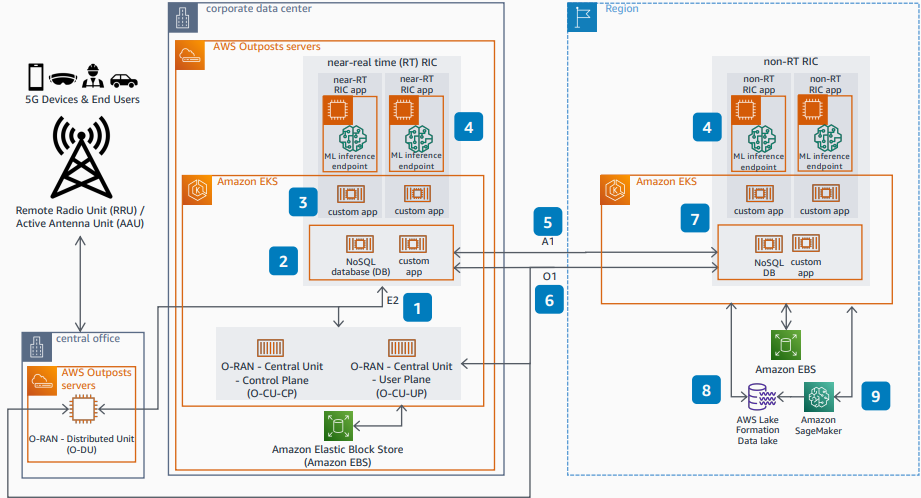 corporate data center
Region
AWS Outposts servers
near-real time (RT) RIC
non-RT RIC
near-RT
RIC app
near-RT
RIC app
non-RT
RIC app
non-RT
RIC app
5G Devices & End Users
4
4
ML inference
endpoint
ML inference
endpoint
ML inference
endpoint
ML inference
endpoint
Amazon EKS
Amazon EKS
3
custom app
custom app
custom app
custom app
Remote Radio Unit (RRU) /
Active Antenna Unit (AAU)
5
A1
7
2
NoSQL
database (DB)
custom
app
NoSQL
DB
custom
app
O1
6
E2
1
central office
AWS Outposts
servers
O-RAN - Central Unit
- Control Plane
(O-CU-CP)
O-RAN - Central Unit
- User Plane
(O-CU-UP)
Amazon EBS
8
9
O-RAN - Distributed Unit
(O-DU)
AWS Lake
Formation
Data lake
Amazon
SageMaker
Amazon Elastic Block Store
(Amazon EBS)